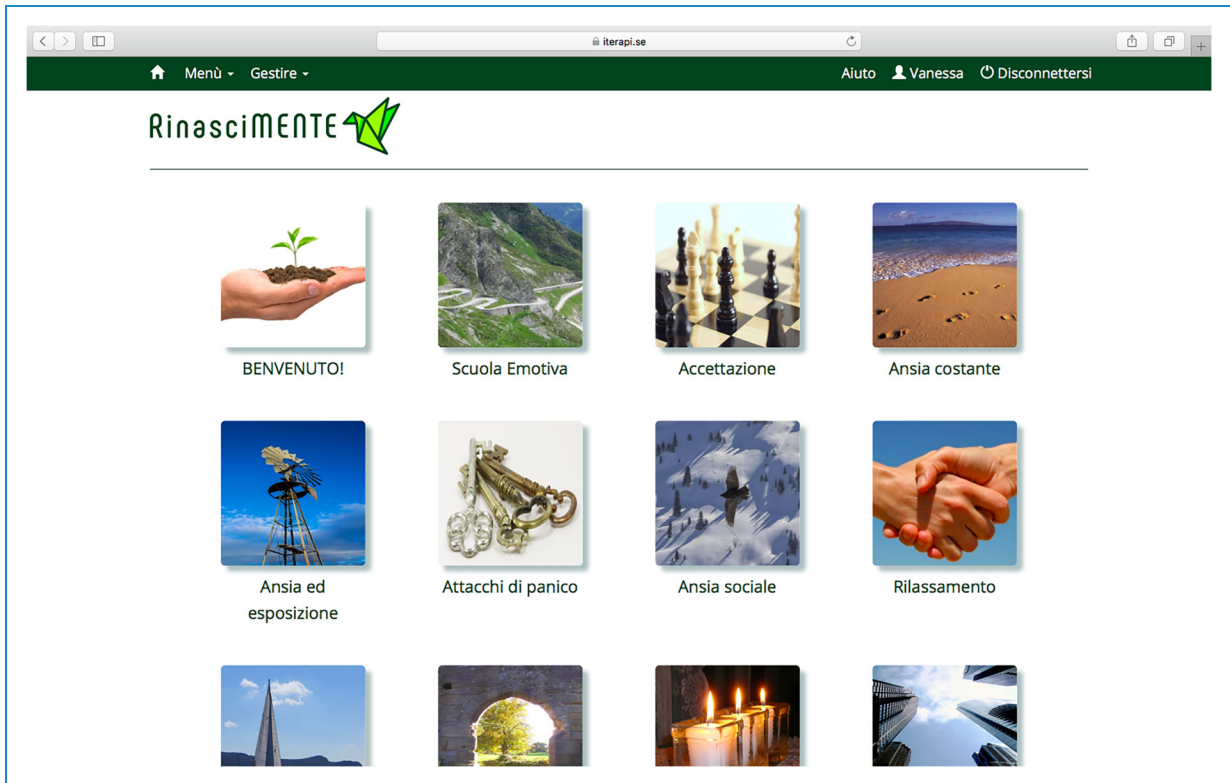 iterapi.se
Menù Gestire Aiuto Vanessa Disconnettersi
RinasciMENTE
BENVENUTO! Scuola Emotiva Accettazione Ansia costante
Ansia ed esposizione Attacchi di panico Ansia sociale Rilassamento